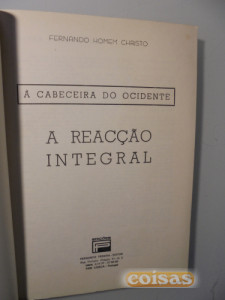 FERNANDO HOMEM CHRISTO
A CABECEIRA DO OCIDENTE
A REACÇÃO
INTEGRAL
coisas